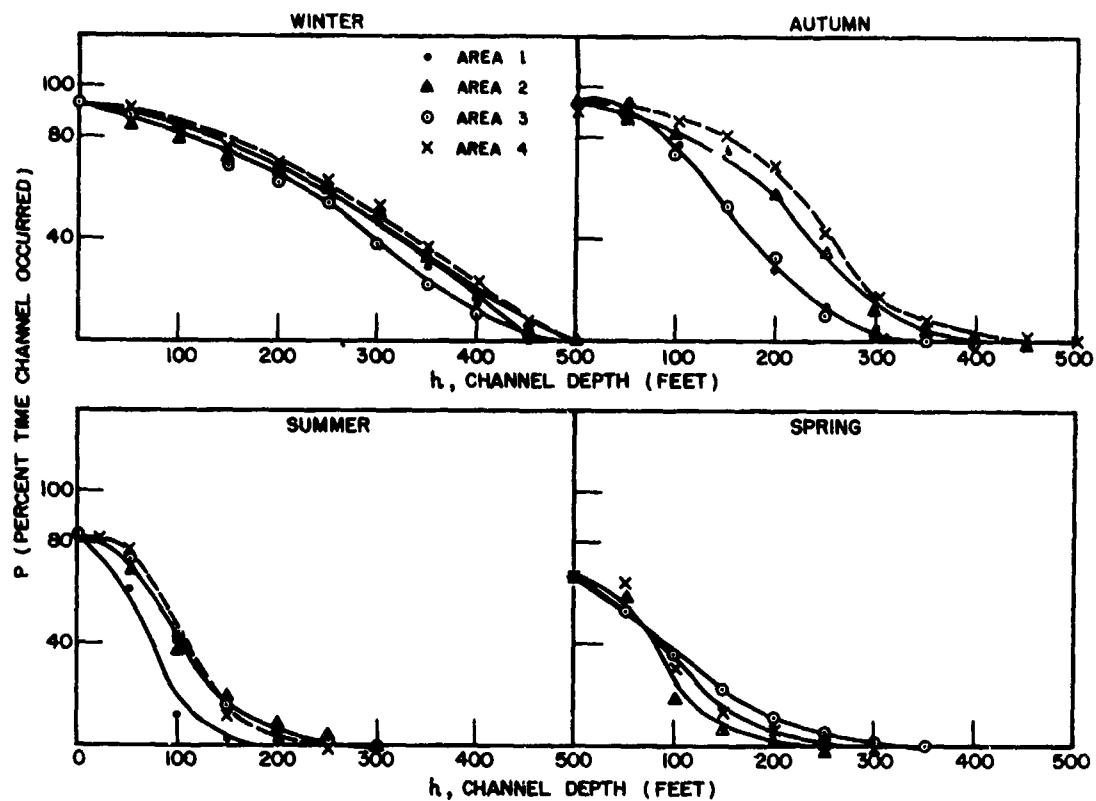 WINTER
AUTUMN
• AREA 1
▲ AREA 2
⊙ AREA 3
× AREA 4
100
80
40
100 200 300 400 500
100 200 300 400 500
h, CHANNEL DEPTH (FEET)
P (PERCENT TIME CHANNEL OCCURRED)
SUMMER
SPRING
100
80
40
0 100 200 300 400 500
100 200 300 400 500
h, CHANNEL DEPTH (FEET)